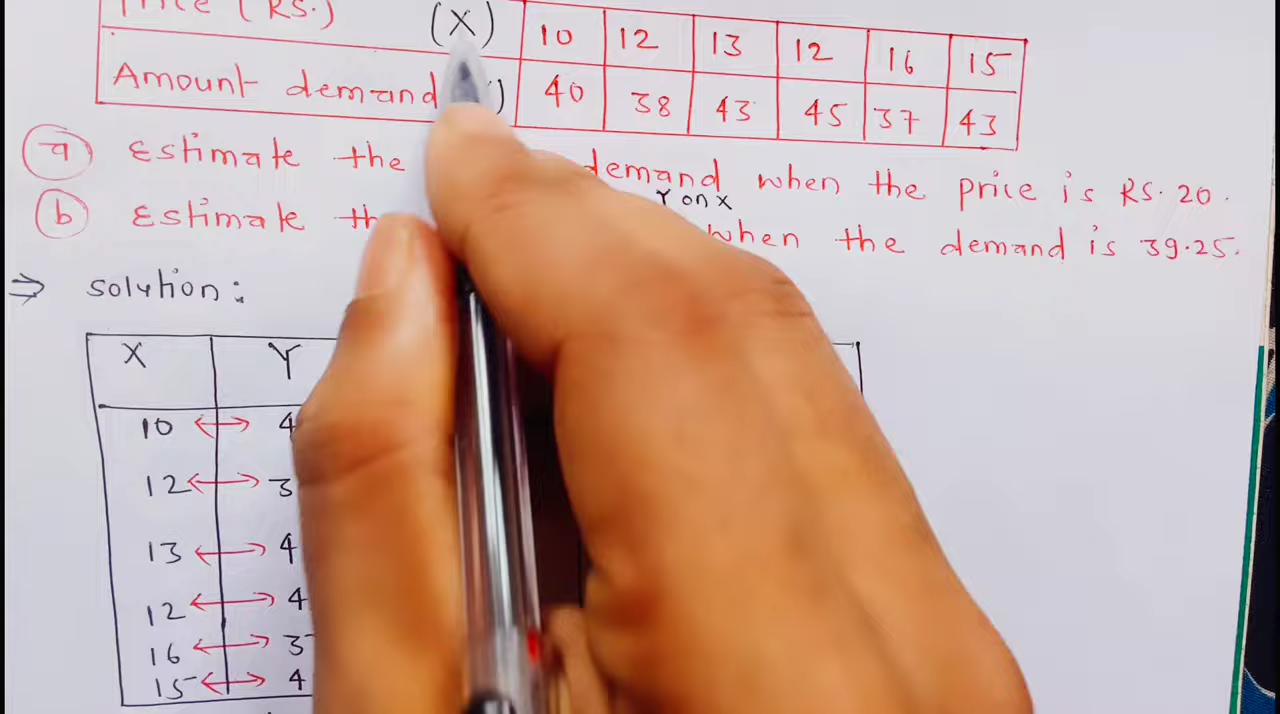 Price (RS.) (X) 10 12 13 12 16 15
Amount demand ) 40 38 43 45 37 43
a Estimate the demand when the price is RS. 20.
Y on X
b Estimate the when the demand is 39.25.
⇒ solution:
X Y
10 ↔ 4
12 ↔ 3
13 ↔ 4
12 ↔ 4
16 ↔ 3
15 ↔ 4